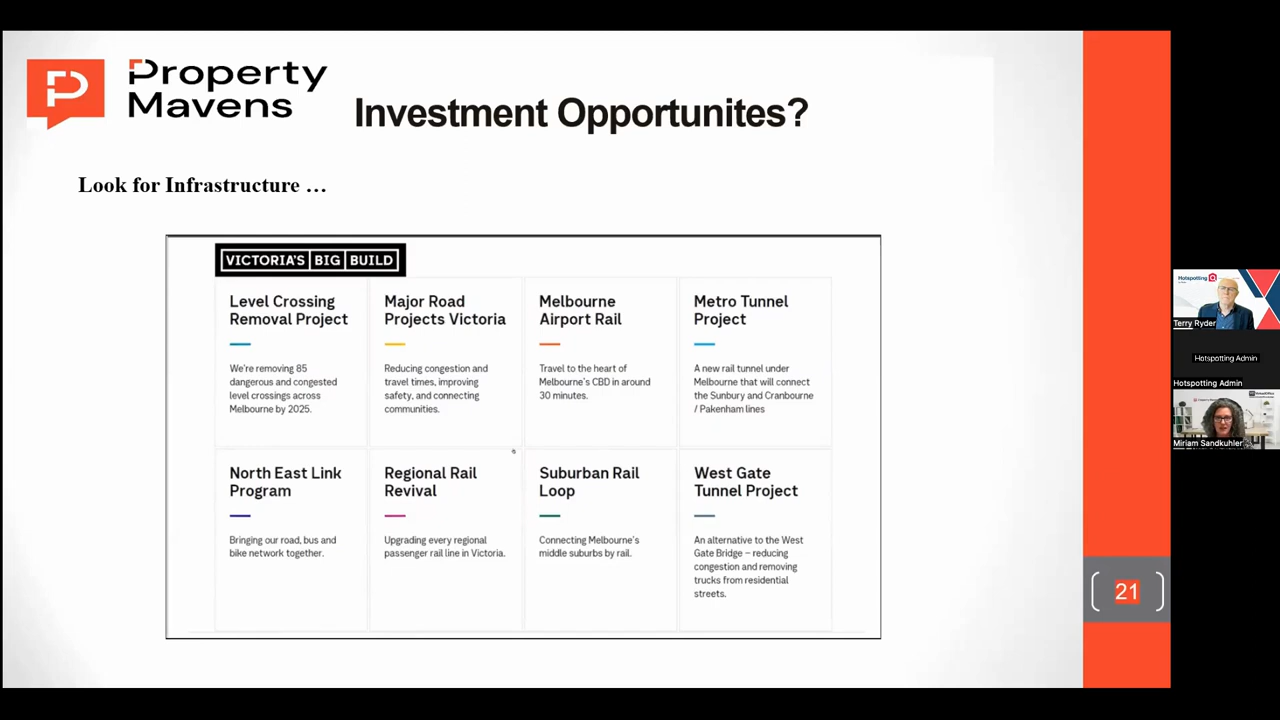 Property
Mavens
Investment Opportunites?
Look for Infrastructure …
VICTORIA'S BIG BUILD
Level Crossing
Removal Project
We're removing 85
dangerous and congested
level crossings across
Melbourne by 2025.
Major Road
Projects Victoria
Reducing congestion and
travel times, improving
safety, and connecting
communities.
Melbourne
Airport Rail
Travel to the heart of
Melbourne's CBD in around
30 minutes.
Metro Tunnel
Project
A new rail tunnel under
Melbourne that will connect
the Sunbury and Cranbourne
/ Pakenham lines
North East Link
Program
Bringing our road, bus and
bike network together.
Regional Rail
Revival
Upgrading every regional
passenger rail line in Victoria.
Suburban Rail
Loop
Connecting Melbourne's
middle suburbs by rail.
West Gate
Tunnel Project
An alternative to the West
Gate Bridge – reducing
congestion and removing
trucks from residential
streets.
21
Hotspotting
Terry Ryder
Hotspotting Admin
Hotspotting Admin
Miriam Sandkuhler